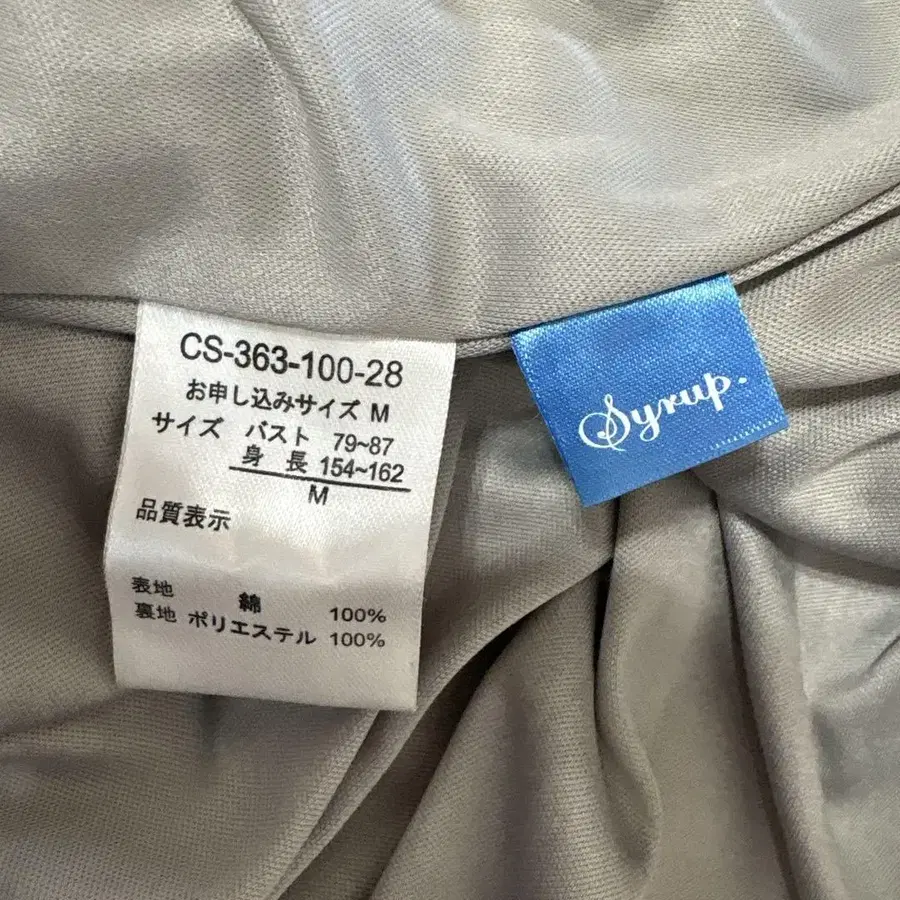 CS-363-100-28
お申し込みサイズ M
サイズ バスト 79~87
身 長 154~162
M
品質表示
表地 綿 100%
裏地 ポリエステル 100%
Syrup.